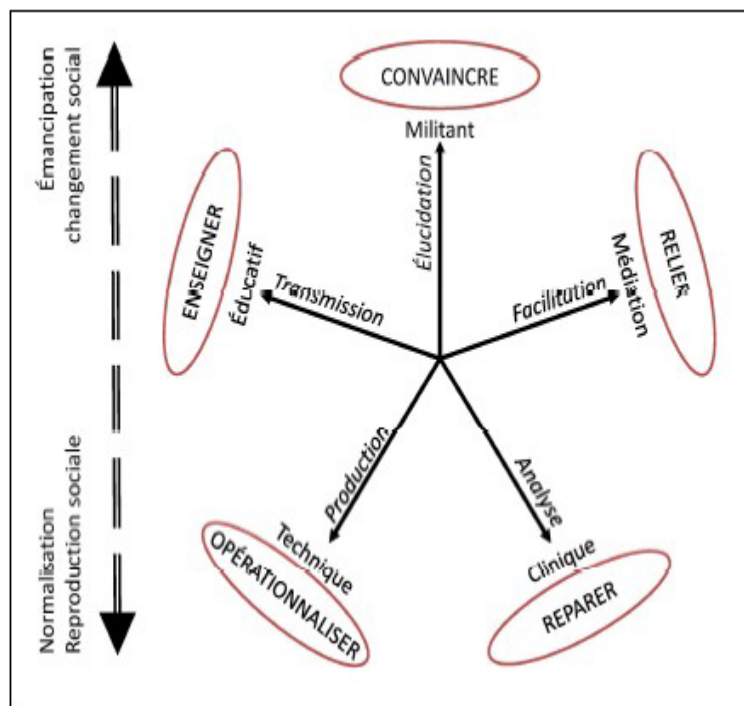 Émancipation
changement social
CONVAINCRE
Militant
Élucidation
ENSEIGNER
Éducatif
Transmission
Facilitution
Médiation
RELIER
Normalisation
Reproduction sociale
Production
Technique
OPÉRATIONNALISER
Analyse
Clinique
REPARER